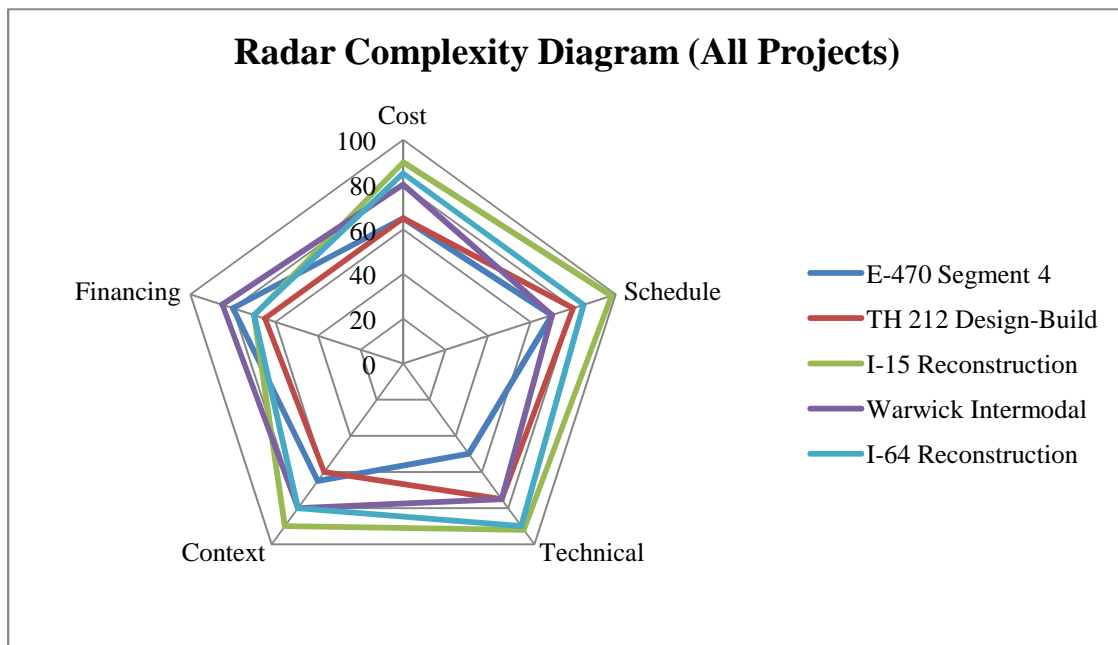 Radar Complexity Diagram (All Projects)
Cost
100
80
60
40
20
0
Schedule
Technical
Context
Financing
E-470 Segment 4
TH 212 Design-Build
I-15 Reconstruction
Warwick Intermodal
I-64 Reconstruction